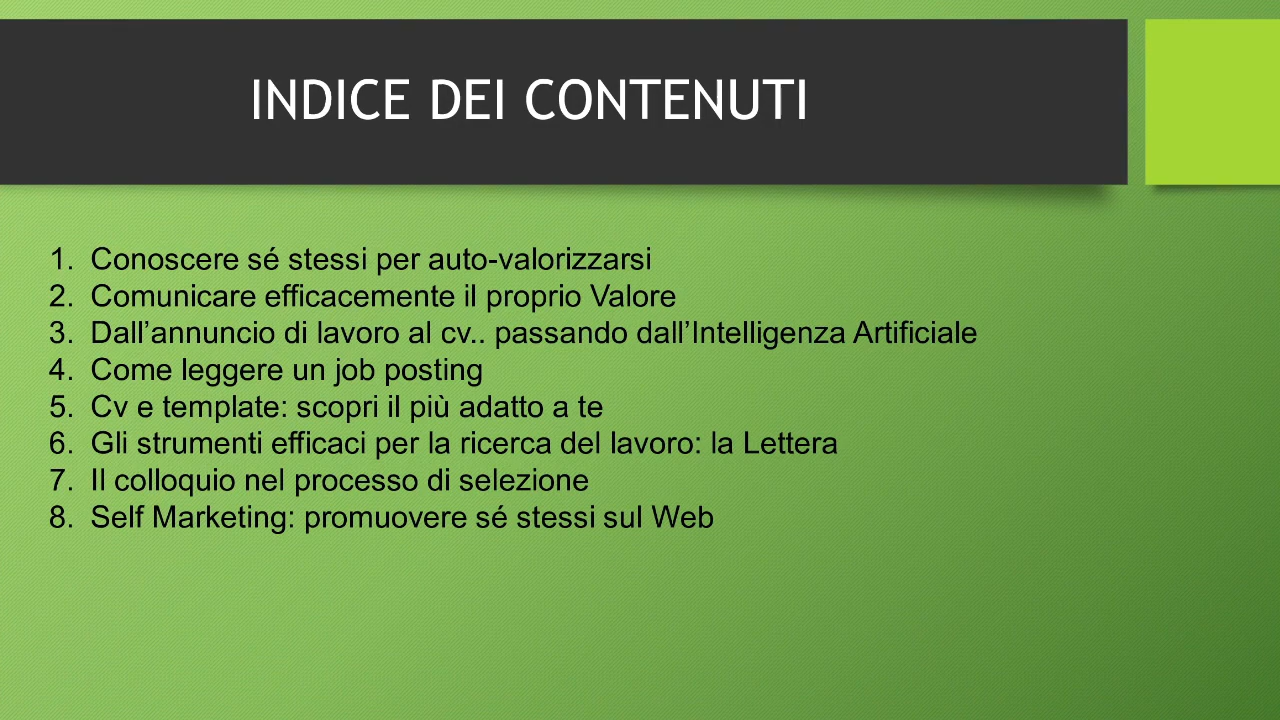 INDICE DEI CONTENUTI
1. Conoscere sé stessi per auto-valorizzarsi
2. Comunicare efficacemente il proprio Valore
3. Dall’annuncio di lavoro al cv.. passando dall’Intelligenza Artificiale
4. Come leggere un job posting
5. Cv e template: scopri il più adatto a te
6. Gli strumenti efficaci per la ricerca del lavoro: la Lettera
7. Il colloquio nel processo di selezione
8. Self Marketing: promuovere sé stessi sul Web